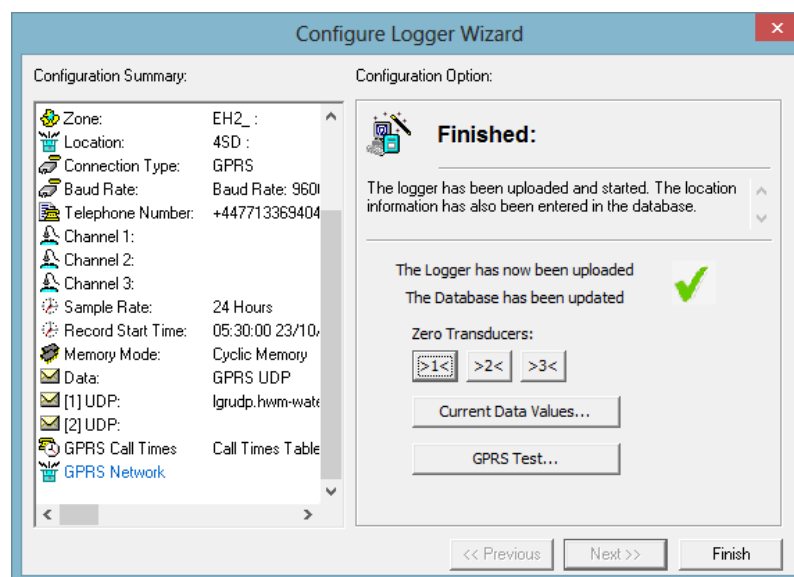 Configure Logger Wizard
Configuration Summary:
Configuration Option:
Zone: EH2_ :
Location: 4SD :
Connection Type: GPRS
Baud Rate: Baud Rate: 960
Telephone Number: +447713369404
Channel 1:
Channel 2:
Channel 3:
Sample Rate: 24 Hours
Record Start Time: 05:30:00 23/10/
Memory Mode: Cyclic Memory
Data: GPRS UDP
[1] UDP: lgrudp.hwm-wate
[2] UDP:
GPRS Call Times Call Times Table
GPRS Network
Finished:
The logger has been uploaded and started. The location
information has also been entered in the database.
The Logger has now been uploaded
The Database has been updated
Zero Transducers:
>1< >2< >3<
Current Data Values...
GPRS Test...
<< Previous Next >> Finish